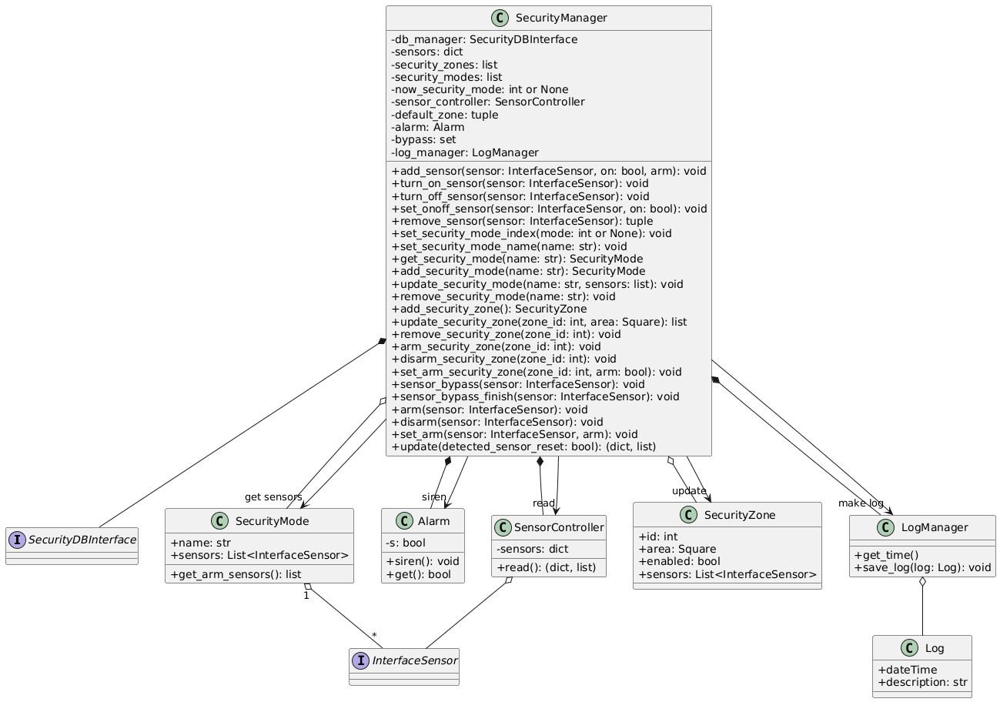 C SecurityManager
-db_manager: SecurityDBInterface
-sensors: dict
-security_zones: list
-security_modes: list
-now_security_mode: int or None
-sensor_controller: SensorController
-default_zone: tuple
-alarm: Alarm
-bypass: set
-log_manager: LogManager
+add_sensor(sensor: InterfaceSensor, on: bool, arm): void
+turn_on_sensor(sensor: InterfaceSensor): void
+turn_off_sensor(sensor: InterfaceSensor): void
+set_onoff_sensor(sensor: InterfaceSensor, on: bool): void
+remove_sensor(sensor: InterfaceSensor): tuple
+set_security_mode_index(mode: int or None): void
+set_security_mode_name(name: str): void
+get_security_mode(name: str): SecurityMode
+add_security_mode(name: str): SecurityMode
+update_security_mode(name: str, sensors: list): void
+remove_security_mode(name: str): void
+add_security_zone(): SecurityZone
+update_security_zone(zone_id: int, area: Square): list
+remove_security_zone(zone_id: int): void
+arm_security_zone(zone_id: int): void
+disarm_security_zone(zone_id: int): void
+set_arm_security_zone(zone_id: int, arm: bool): void
+sensor_bypass(sensor: InterfaceSensor): void
+sensor_bypass_finish(sensor: InterfaceSensor): void
+arm(sensor: InterfaceSensor): void
+disarm(sensor: InterfaceSensor): void
+set_arm(sensor: InterfaceSensor, arm): void
+update(detected_sensor_reset: bool): (dict, list)
get sensors
siren
read
update
make log
I SecurityDBInterface
C SecurityMode
+name: str
+sensors: List<InterfaceSensor>
+get_arm_sensors(): list
C Alarm
-s: bool
+siren(): void
+get(): bool
C SensorController
-sensors: dict
+read(): (dict, list)
C SecurityZone
+id: int
+area: Square
+enabled: bool
+sensors: List<InterfaceSensor>
C LogManager
+get_time()
+save_log(log: Log): void
1
*
I InterfaceSensor
C Log
+dateTime
+description: str